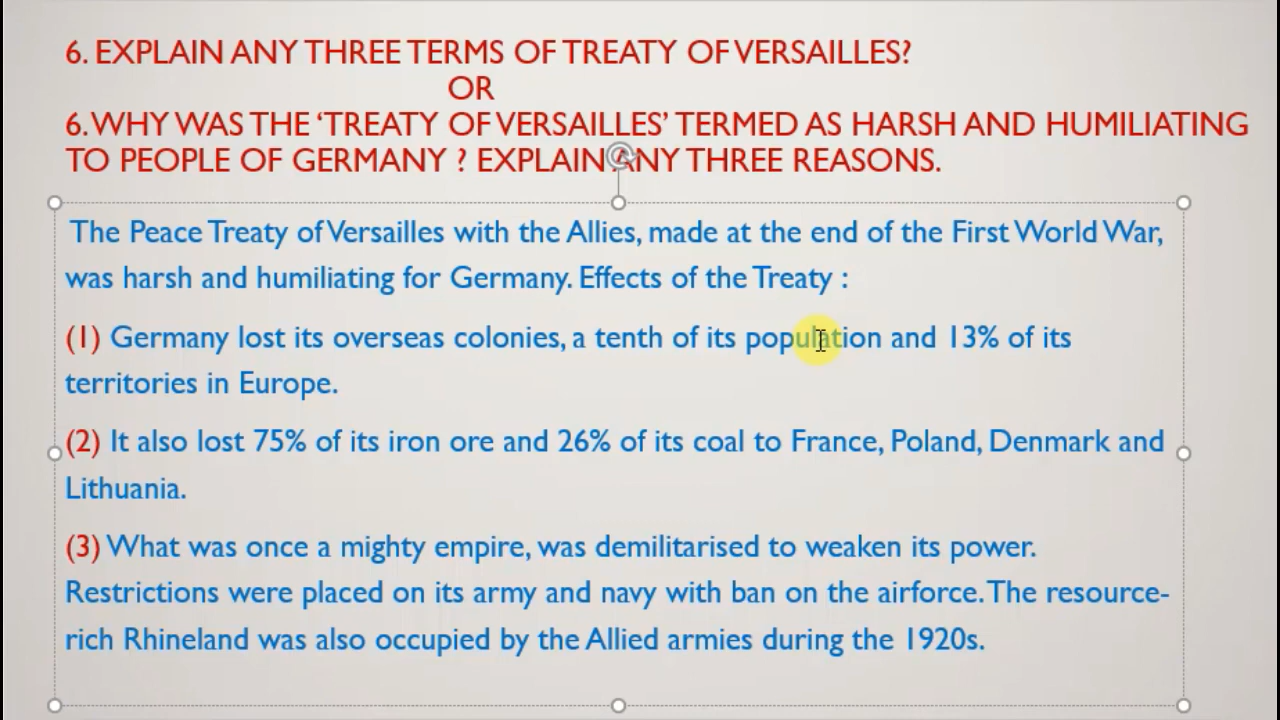 6. EXPLAIN ANY THREE TERMS OF TREATY OF VERSAILLES?
OR
6. WHY WAS THE ‘TREATY OF VERSAILLES’ TERMED AS HARSH AND HUMILIATING
TO PEOPLE OF GERMANY ? EXPLAIN ANY THREE REASONS.
The Peace Treaty of Versailles with the Allies, made at the end of the First World War,
was harsh and humiliating for Germany. Effects of the Treaty :
(1) Germany lost its overseas colonies, a tenth of its population and 13% of its
territories in Europe.
(2) It also lost 75% of its iron ore and 26% of its coal to France, Poland, Denmark and
Lithuania.
(3) What was once a mighty empire, was demilitarised to weaken its power.
Restrictions were placed on its army and navy with ban on the airforce. The resource-
rich Rhineland was also occupied by the Allied armies during the 1920s.